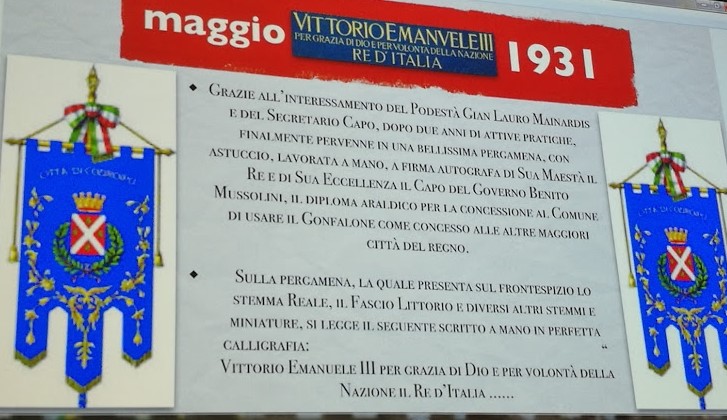 maggio
VITTORIO EMANVELE III
PER GRAZIA DI DIO E PER VOLONTÀ DELLA NAZIONE
RE D'ITALIA
1931
◆ GRAZIE ALL'INTERESSAMENTO DEL PODESTÀ GIAN LAURO MAINARDIS
E DEL SECRETARIO CAPO, DOPO DUE ANNI DI ATTIVE PRATICHE,
FINALMENTE PERVENNE IN UNA BELLISSIMA PERGAMENA, CON
ASTUCCIO, LAVORATA A MANO, A FIRMA AUTOGRAFA DI SUA MAESTÀ IL
RE E DI SUA ECCELLENZA IL CAPO DEL GOVERNO BENITO
MUSSOLINI, IL DIPLOMA ARALDICO PER LA CONCESSIONE AL COMUNE
DI USARE IL GONFALONE COME CONCESSO ALLE ALTRE MAGGIORI
CITTÀ DEL REGNO.
◆ SULLA PERGAMENA, LA QUALE PRESENTA SUL FRONTESPIZIO LO
STEMMA REALE, IL FASCIO LITTORIO E DIVERSI ALTRI STEMMI E
MINIATURE, SI LEGGE IL SEGUENTE SCRITTO A MANO IN PERFETTA
CALLIGRAFIA: “
VITTORIO EMANUELE III PER GRAZIA DI DIO E PER VOLONTÀ DELLA
NAZIONE IL RE D'ITALIA ......
CITTÀ DI CODROIPO
CITTÀ DI CODROIPO